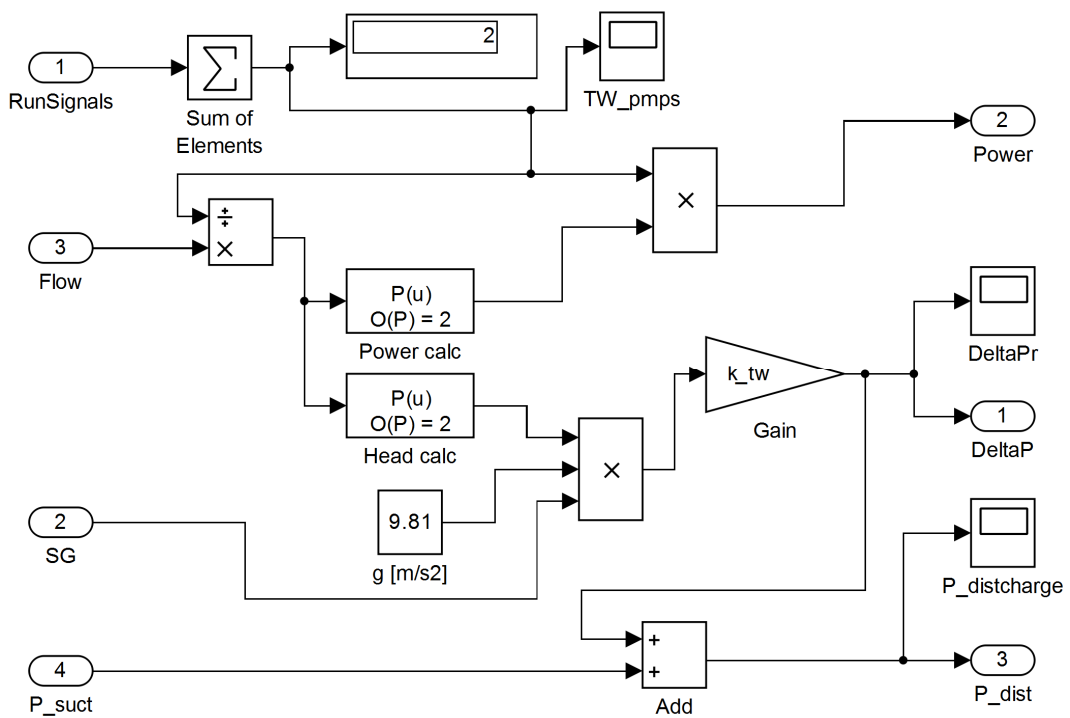 2
1
RunSignals
Sum of
Elements
TW_pmps
2
Power
÷
×
×
3
Flow
P(u)
O(P) = 2
Power calc
DeltaPr
k_tw
Gain
P(u)
O(P) = 2
Head calc
1
DeltaP
×
9.81
g [m/s2]
2
SG
P_distcharge
+
+
Add
3
P_dist
4
P_suct